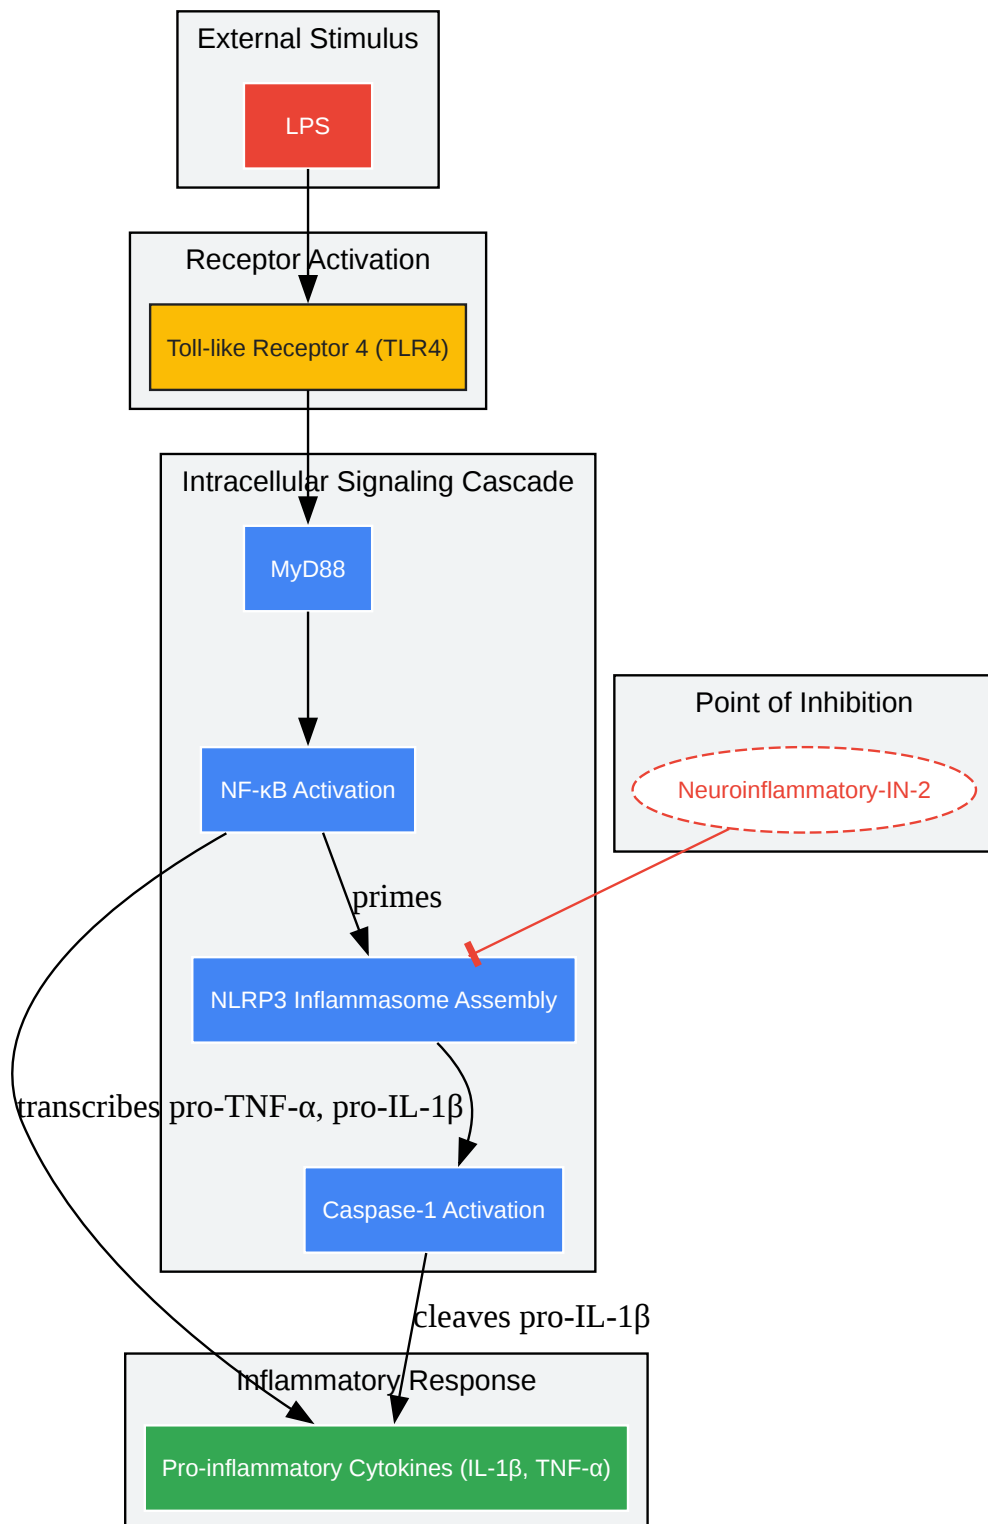 External Stimulus
LPS
Receptor Activation
Toll-like Receptor 4 (TLR4)
Intracellular Signaling Cascade
MyD88
Point of Inhibition
NF-κB Activation
Neuroinflammatory-IN-2
primes
NLRP3 Inflammasome Assembly
transcribes pro-TNF-α, pro-IL-1β
Caspase-1 Activation
cleaves pro-IL-1β
Inflammatory Response
Pro-inflammatory Cytokines (IL-1β, TNF-α)